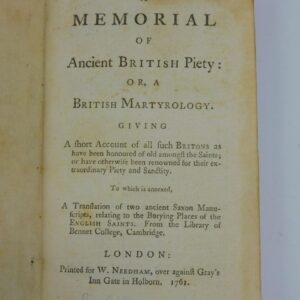 MEMORIAL
OF
Ancient BRITISH Piety:
OR, A
BRITISH MARTYROLOGY.
GIVING
A short Account of all such BRITONS as
have been honoured of old amongst the Saints;
or have otherwise been renowned for their ex-
traordinary Piety and Sanctity.
To which is annexed,
A Translation of two ancient Saxon Manu-
scripts, relating to the Burying Places of the
ENGLISH SAINTS. From the Library of
Bennet College, Cambridge.
LONDON:
Printed for W. NEEDHAM, over against Gray's
Inn Gate in Holborn. 1761.